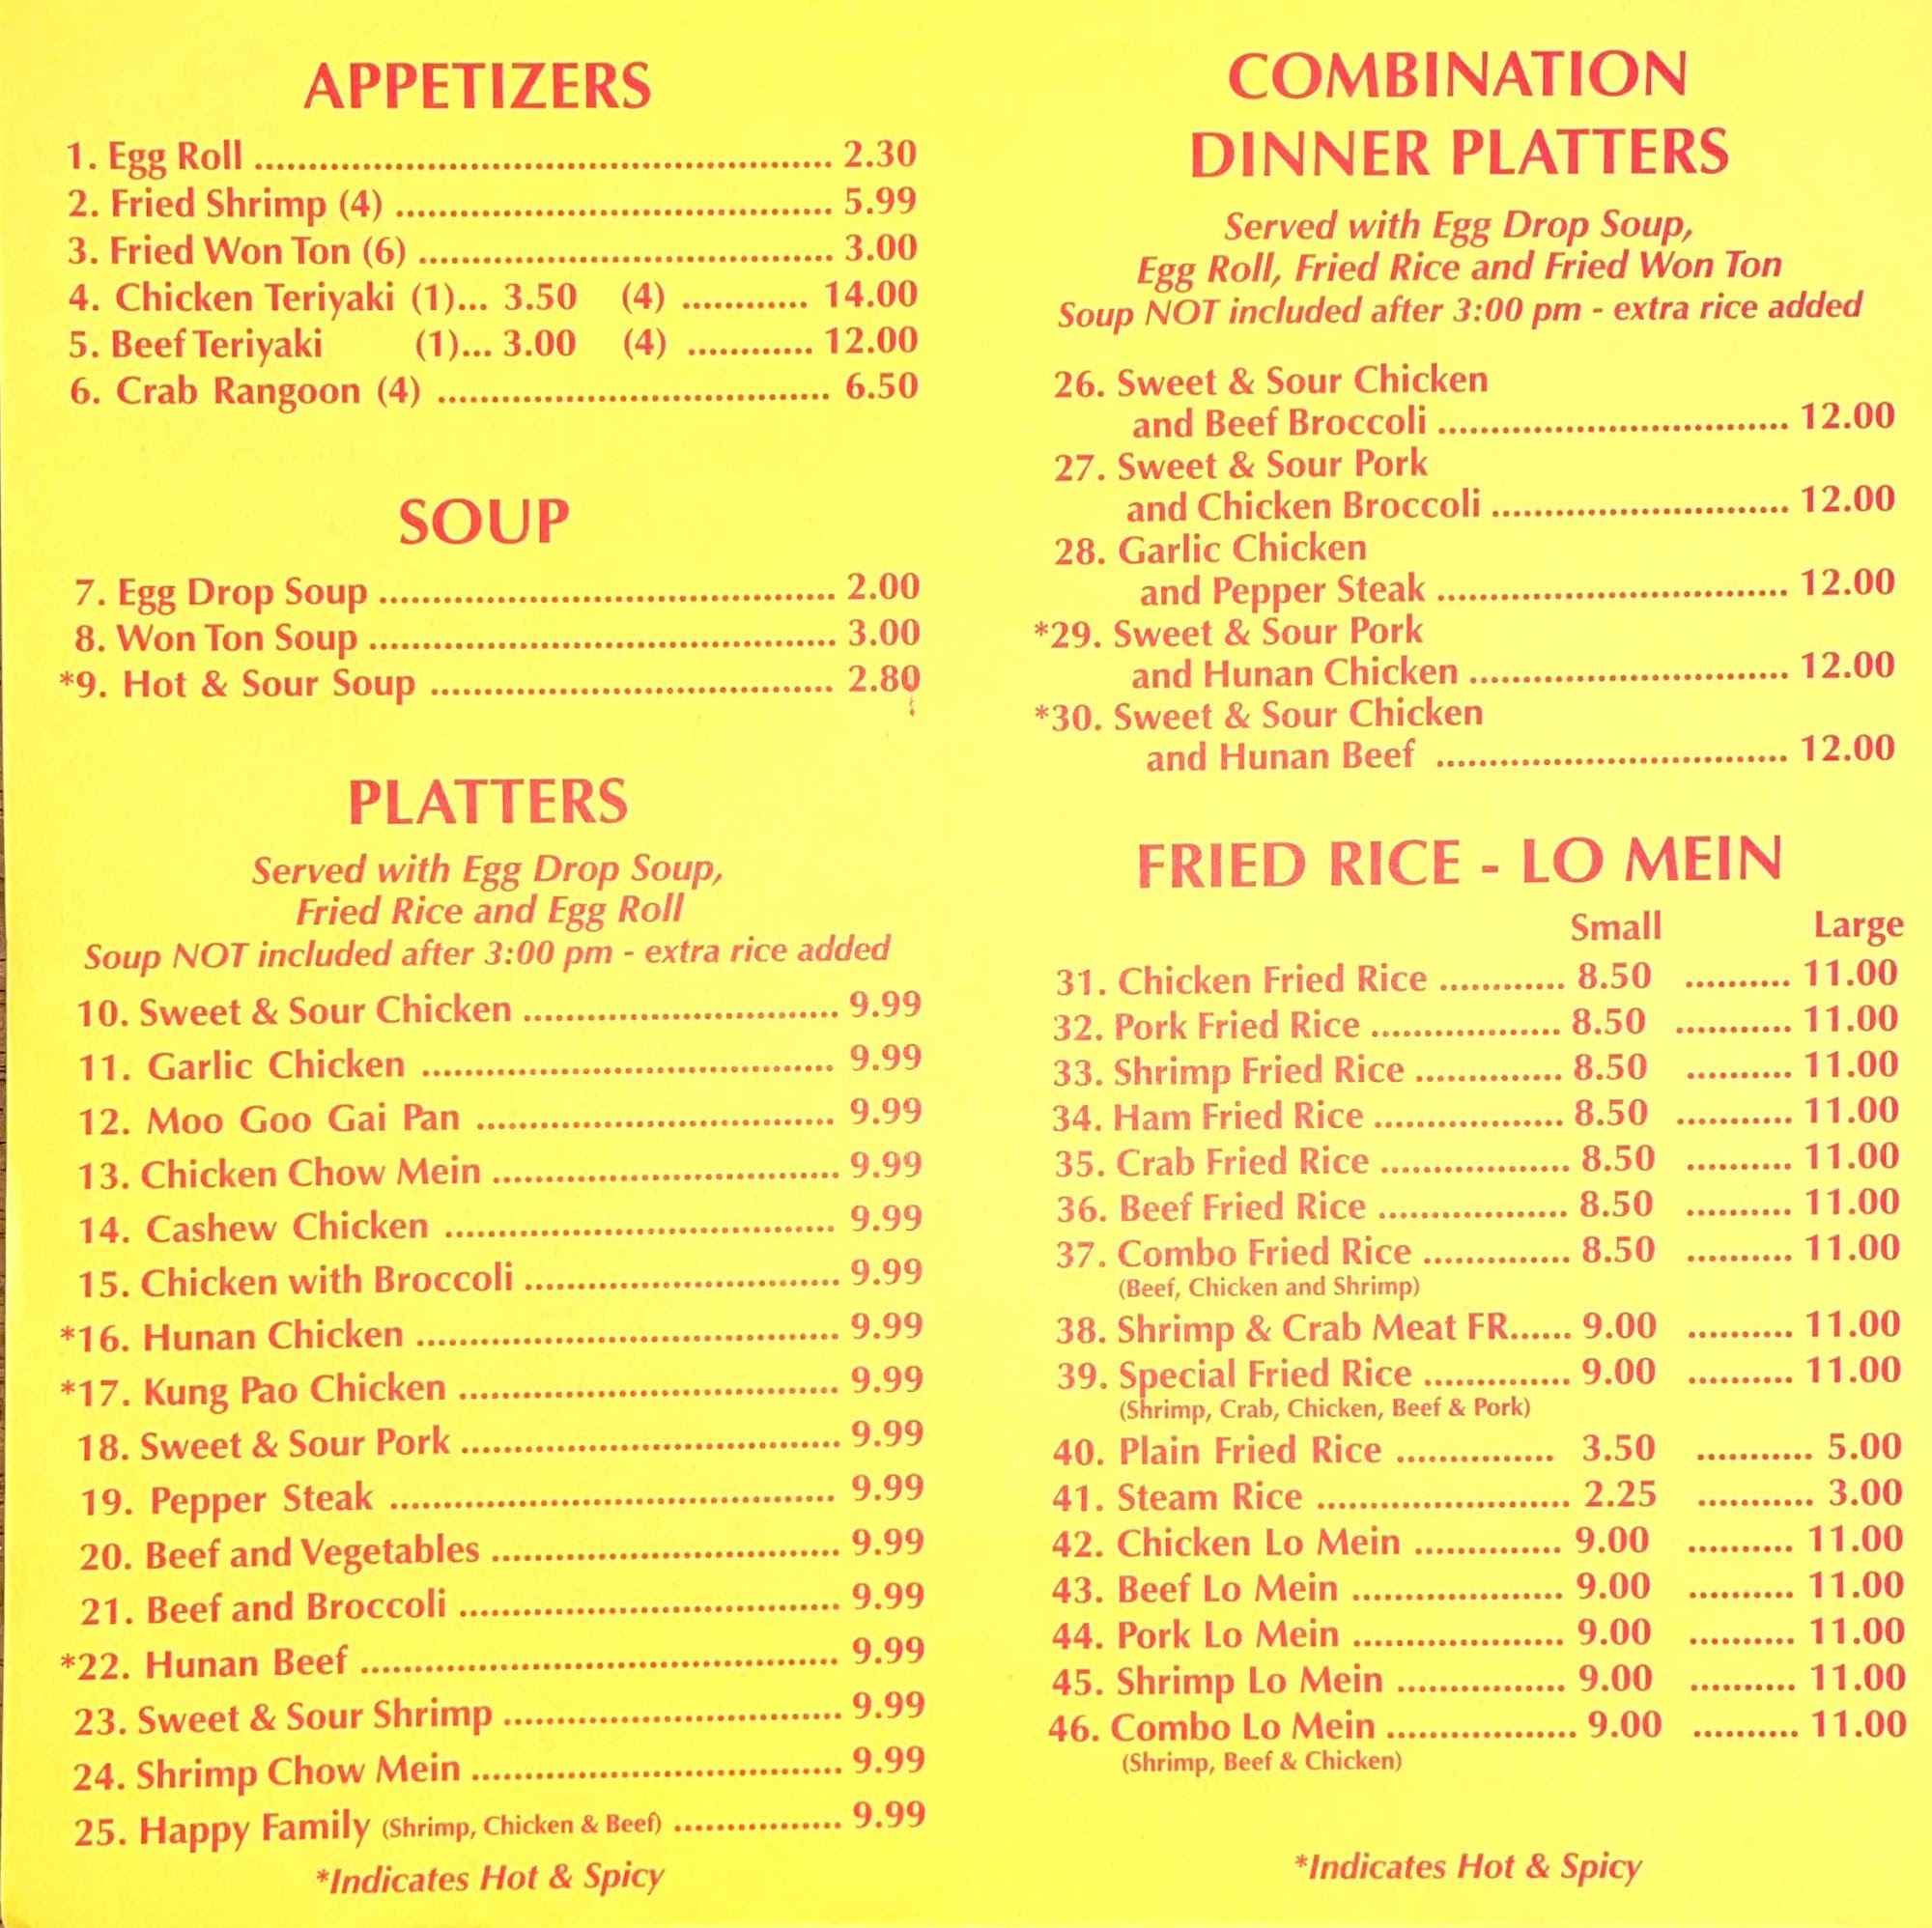 APPETIZERS
1. Egg Roll ........ 2.30
2. Fried Shrimp (4) ........ 5.99
3. Fried Won Ton (6) ........ 3.00
4. Chicken Teriyaki (1)... 3.50 (4) ........ 14.00
5. Beef Teriyaki (1)... 3.00 (4) ........ 12.00
6. Crab Rangoon (4) ........ 6.50
SOUP
7. Egg Drop Soup ........ 2.00
8. Won Ton Soup ........ 3.00
*9. Hot & Sour Soup ........ 2.80
PLATTERS
Served with Egg Drop Soup,
Fried Rice and Egg Roll
Soup NOT included after 3:00 pm - extra rice added
10. Sweet & Sour Chicken ........ 9.99
11. Garlic Chicken ........ 9.99
12. Moo Goo Gai Pan ........ 9.99
13. Chicken Chow Mein ........ 9.99
14. Cashew Chicken ........ 9.99
15. Chicken with Broccoli ........ 9.99
*16. Hunan Chicken ........ 9.99
*17. Kung Pao Chicken ........ 9.99
18. Sweet & Sour Pork ........ 9.99
19. Pepper Steak ........ 9.99
20. Beef and Vegetables ........ 9.99
21. Beef and Broccoli ........ 9.99
*22. Hunan Beef ........ 9.99
23. Sweet & Sour Shrimp ........ 9.99
24. Shrimp Chow Mein ........ 9.99
25. Happy Family (Shrimp, Chicken & Beef) ........ 9.99
*Indicates Hot & Spicy
COMBINATION
DINNER PLATTERS
Served with Egg Drop Soup,
Egg Roll, Fried Rice and Fried Won Ton
Soup NOT included after 3:00 pm - extra rice added
26. Sweet & Sour Chicken
and Beef Broccoli ........ 12.00
27. Sweet & Sour Pork
and Chicken Broccoli ........ 12.00
28. Garlic Chicken
and Pepper Steak ........ 12.00
*29. Sweet & Sour Pork
and Hunan Chicken ........ 12.00
*30. Sweet & Sour Chicken
and Hunan Beef ........ 12.00
FRIED RICE - LO MEIN
Small Large
31. Chicken Fried Rice ........ 8.50 ........ 11.00
32. Pork Fried Rice ........ 8.50 ........ 11.00
33. Shrimp Fried Rice ........ 8.50 ........ 11.00
34. Ham Fried Rice ........ 8.50 ........ 11.00
35. Crab Fried Rice ........ 8.50 ........ 11.00
36. Beef Fried Rice ........ 8.50 ........ 11.00
37. Combo Fried Rice ........ 8.50 ........ 11.00
(Beef, Chicken and Shrimp)
38. Shrimp & Crab Meat FR...... 9.00 ........ 11.00
39. Special Fried Rice ........ 9.00 ........ 11.00
(Shrimp, Crab, Chicken, Beef & Pork)
40. Plain Fried Rice ........ 3.50 ........ 5.00
41. Steam Rice ........ 2.25 ........ 3.00
42. Chicken Lo Mein ........ 9.00 ........ 11.00
43. Beef Lo Mein ........ 9.00 ........ 11.00
44. Pork Lo Mein ........ 9.00 ........ 11.00
45. Shrimp Lo Mein ........ 9.00 ........ 11.00
46. Combo Lo Mein ........ 9.00 ........ 11.00
(Shrimp, Beef & Chicken)
*Indicates Hot & Spicy